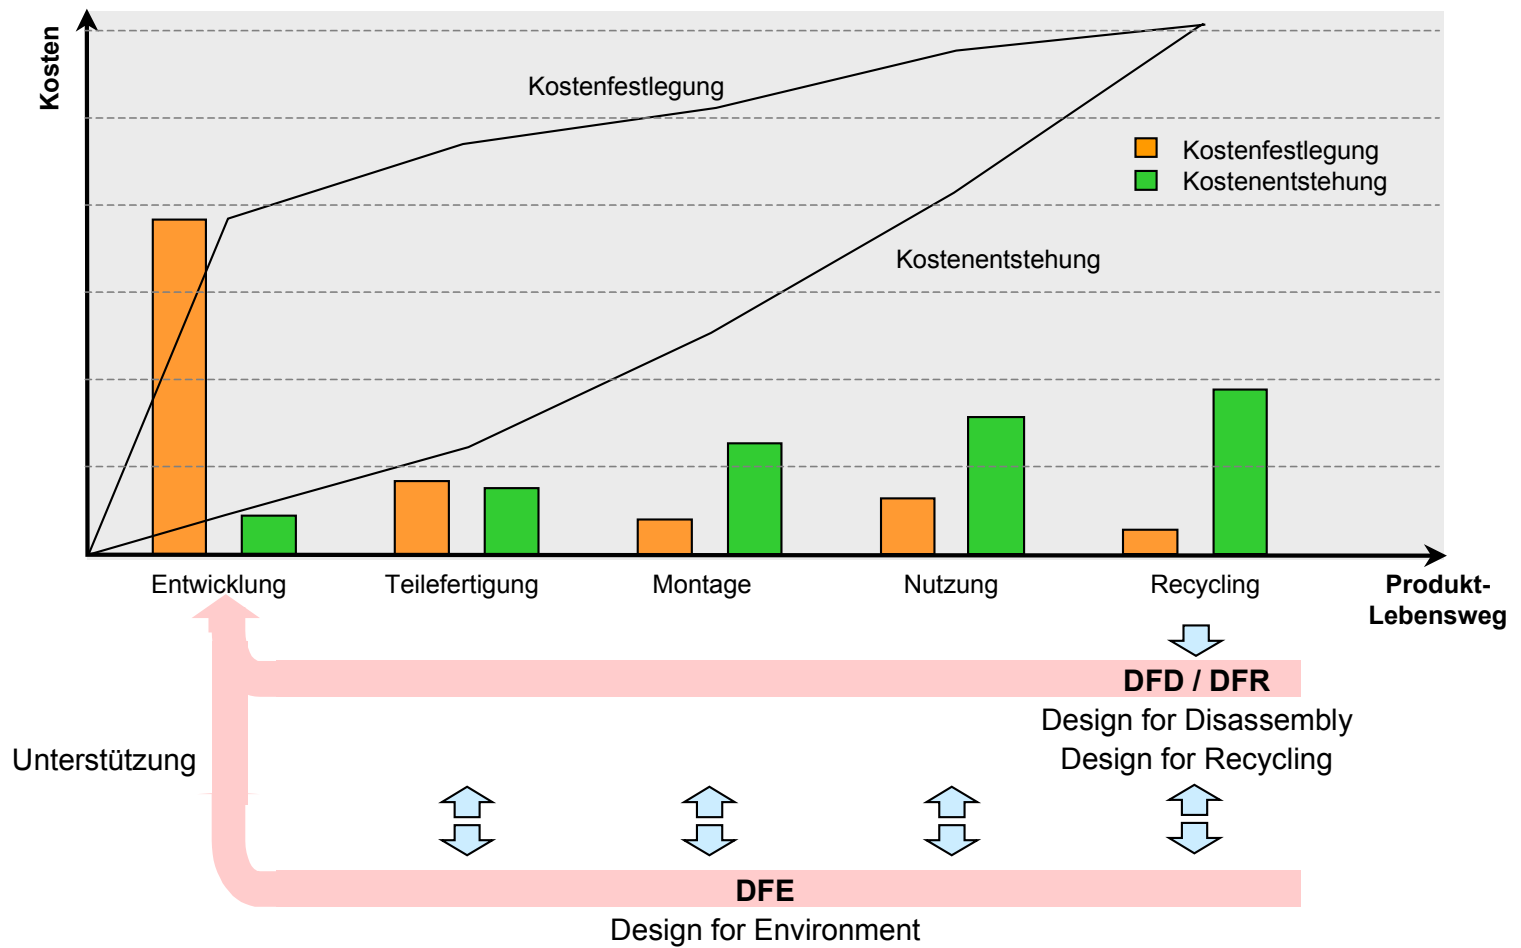 Kosten
Kostenfestlegung
Kostenfestlegung
Kostenentstehung
Kostenentstehung
Entwicklung
Teilefertigung
Montage
Nutzung
Recycling
Produkt-
Lebensweg
DFD / DFR
Design for Disassembly
Design for Recycling
Unterstützung
DFE
Design for Environment